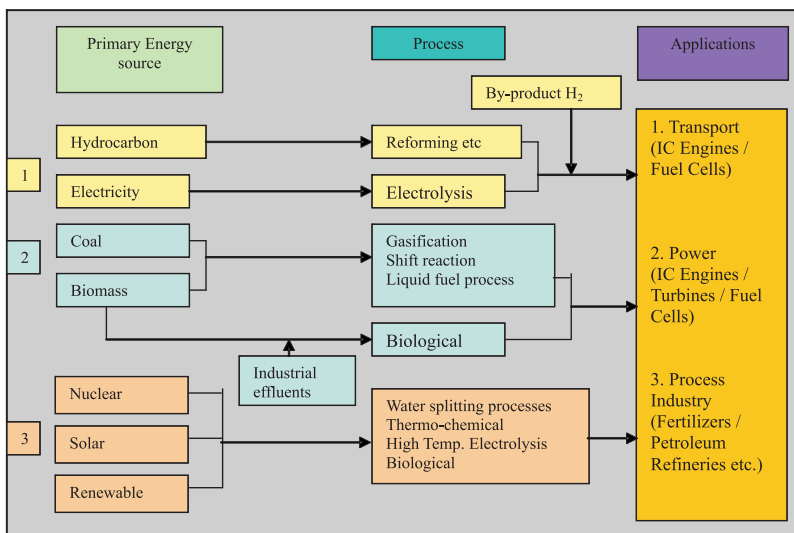 Primary Energy
source
Process
Applications
By-product H₂
1
Hydrocarbon
Reforming etc
Electricity
Electrolysis
2
Coal
Biomass
Gasification
Shift reaction
Liquid fuel process
Biological
Industrial
effluents
3
Nuclear
Solar
Renewable
Water splitting processes
Thermo-chemical
High Temp. Electrolysis
Biological
1. Transport
(IC Engines /
Fuel Cells)
2. Power
(IC Engines /
Turbines / Fuel
Cells)
3. Process
Industry
(Fertilizers /
Petroleum
Refineries etc.)